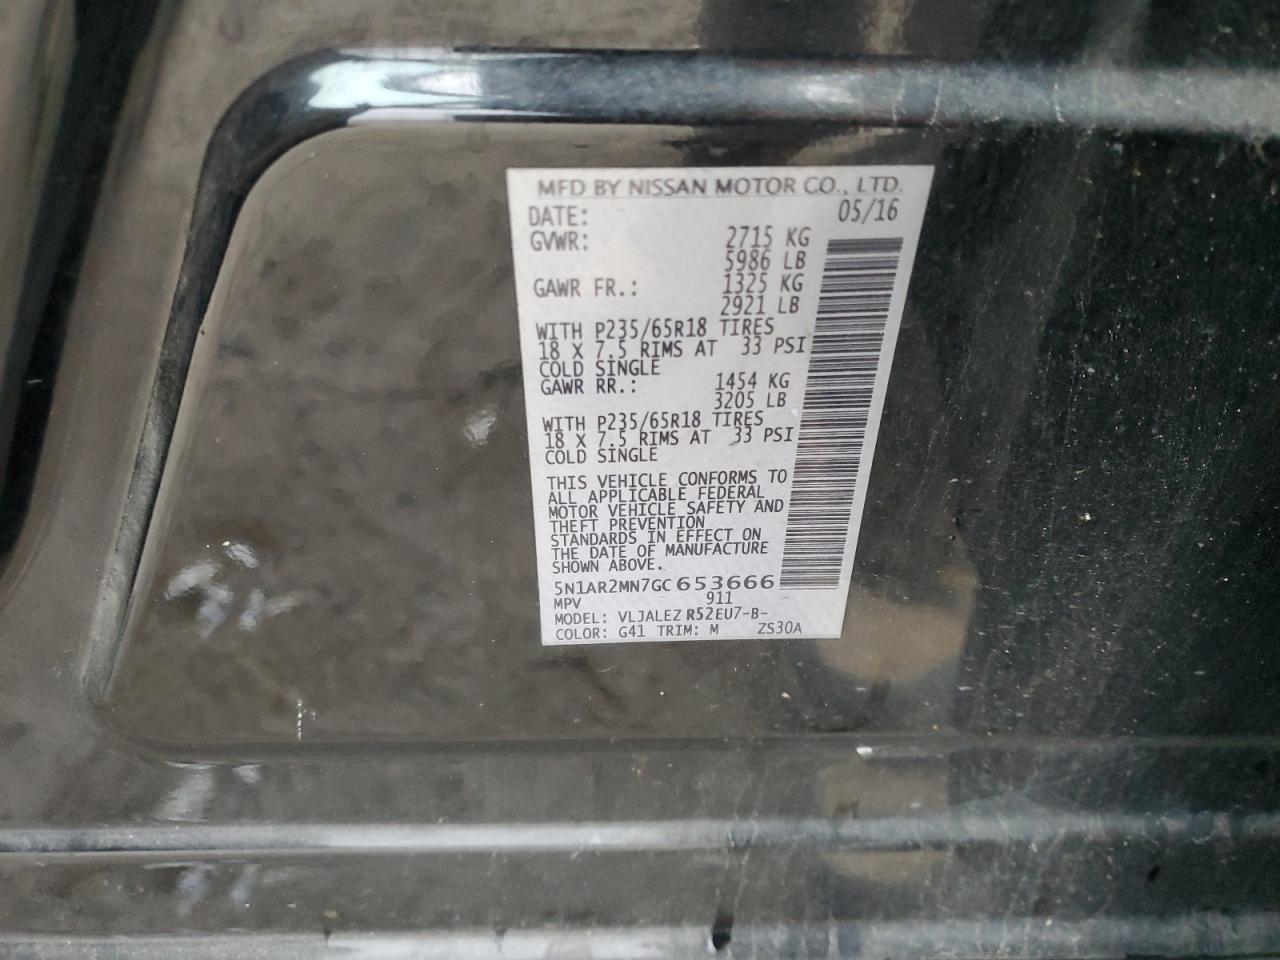 MFD BY NISSAN MOTOR CO., LTD.
DATE: 05/16
GVWR: 2715 KG
5986 LB
GAWR FR.: 1325 KG
2921 LB
WITH P235/65R18 TIRES
18 X 7.5 RIMS AT 33 PSI
COLD SINGLE
GAWR RR.: 1454 KG
3205 LB
WITH P235/65R18 TIRES
18 X 7.5 RIMS AT 33 PSI
COLD SINGLE
THIS VEHICLE CONFORMS TO
ALL APPLICABLE FEDERAL
MOTOR VEHICLE SAFETY AND
THEFT PREVENTION
STANDARDS IN EFFECT ON
THE DATE OF MANUFACTURE
SHOWN ABOVE.
5N1AR2MN7GC653666
MPV 911
MODEL: VLJALEZ R52EU7-B-
COLOR: G41 TRIM: M ZS30A